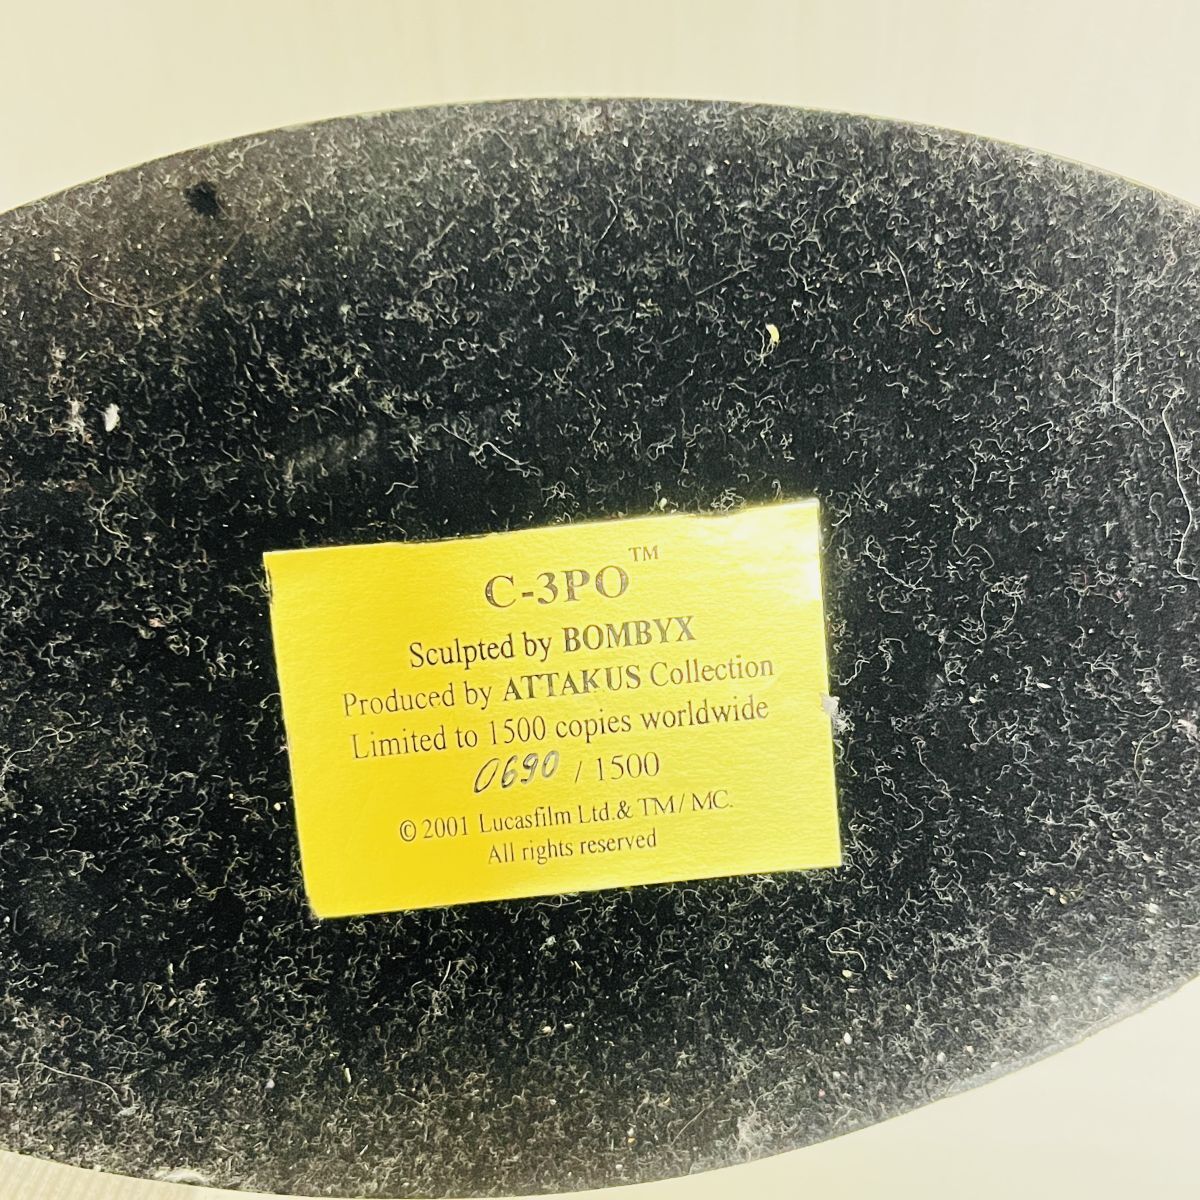 C-3PO™
Sculpted by BOMBYX
Produced by ATTAKUS Collection
Limited to 1500 copies worldwide
0690 / 1500
© 2001 Lucasfilm Ltd.& TM/ MC.
All rights reserved